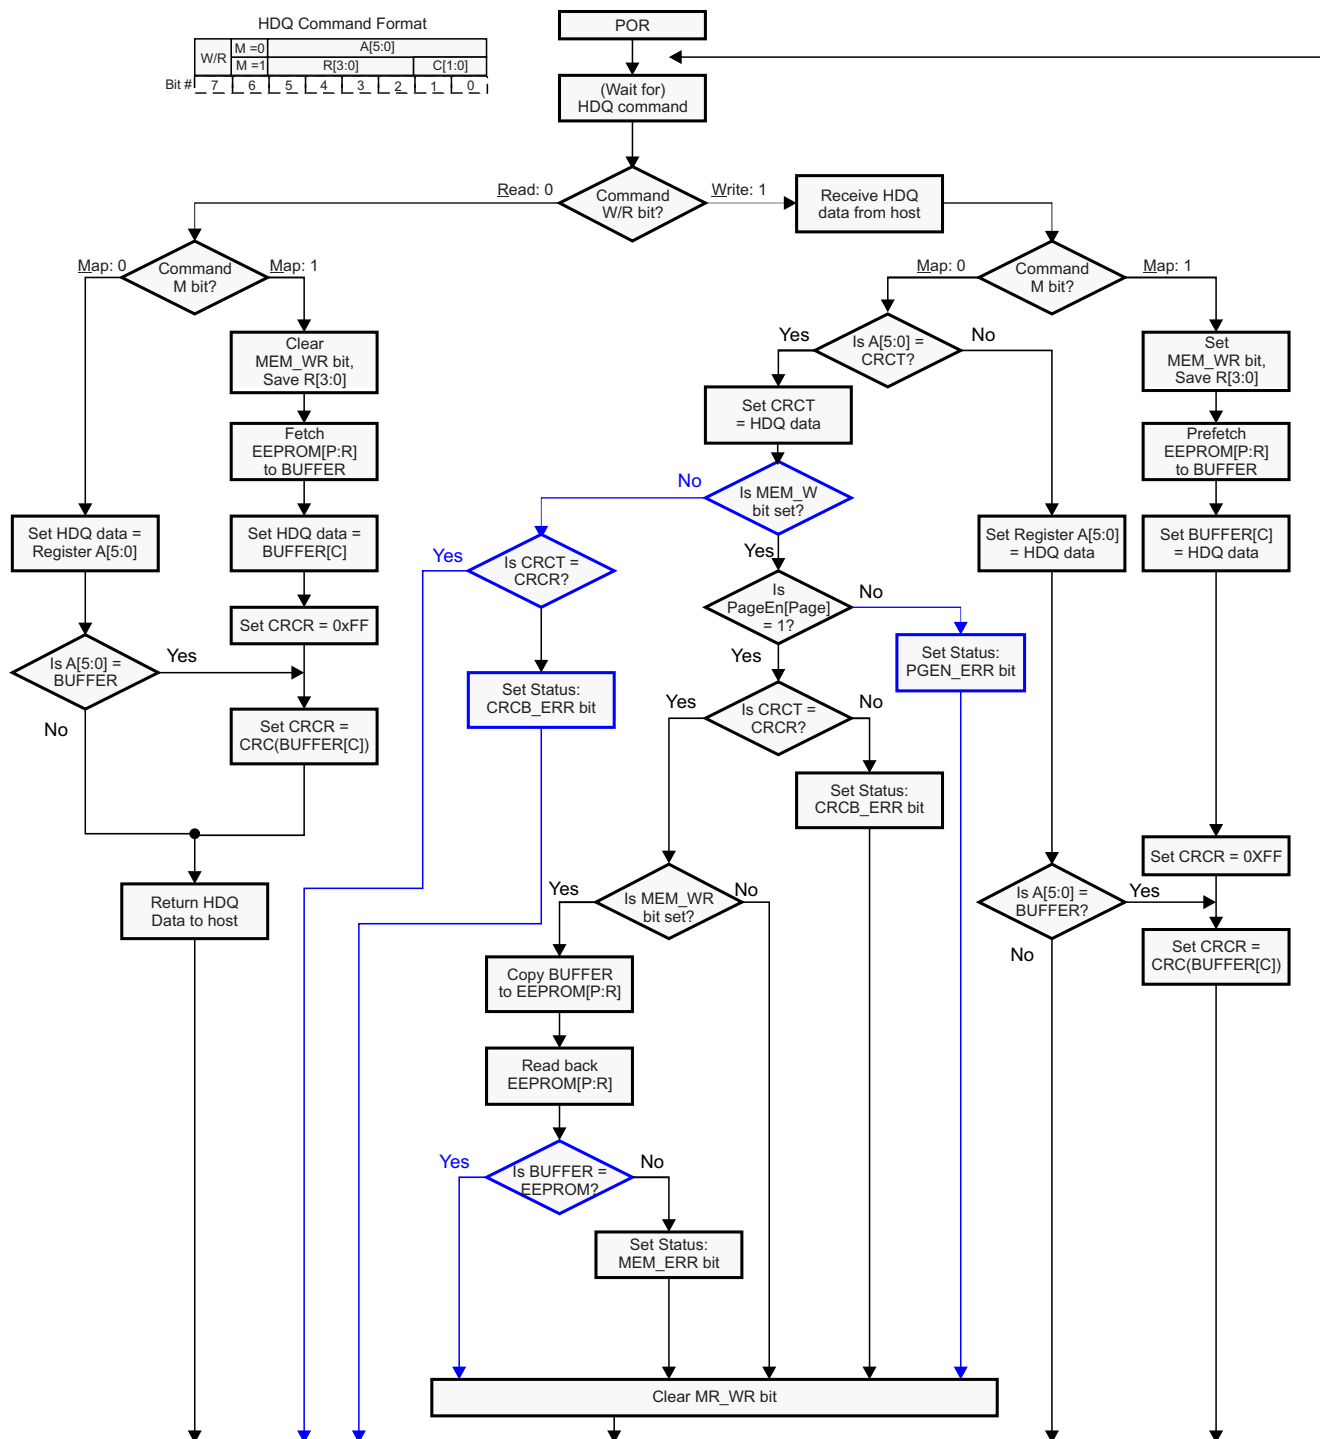 HDQ Command Format
W/R
M =0
A[5:0]
M =1
R[3:0]
C[1:0]
Bit #
7
6
5
4
3
2
1
0
POR
(Wait for)
HDQ command
Read: 0
Command
W/R bit?
Write: 1
Receive HDQ
data from host
Map: 0
Command
M bit?
Map: 1
Map: 0
Command
M bit?
Map: 1
Clear
MEM_WR bit,
Save R[3:0]
Yes
Is A[5:0] =
CRCT?
No
Set
MEM_WR bit,
Save R[3:0]
Set CRCT
= HDQ data
Fetch
EEPROM[P:R]
to BUFFER
Prefetch
EEPROM[P:R]
to BUFFER
No
Is MEM_W
bit set?
Set HDQ data =
Register A[5:0]
Set HDQ data =
BUFFER[C]
Set Register A[5:0]
= HDQ data
Set BUFFER[C]
= HDQ data
Yes
Is CRCT =
CRCR?
Yes
Is
PageEn[Page]
= 1?
No
Set CRCR = 0xFF
Is A[5:0] =
BUFFER
Yes
No
Set Status:
CRCB_ERR bit
Yes
Set Status:
PGEN_ERR bit
Yes
Is CRCT =
CRCR?
No
Set CRCR =
CRC(BUFFER[C])
Set Status:
CRCB_ERR bit
Set CRCR = 0XFF
Return HDQ
Data to host
Yes
Is MEM_WR
bit set?
No
Is A[5:0] =
BUFFER?
Yes
No
Set CRCR =
CRC(BUFFER[C])
Copy BUFFER
to EEPROM[P:R]
Read back
EEPROM[P:R]
Yes
Is BUFFER =
EEPROM?
No
Set Status:
MEM_ERR bit
Clear MR_WR bit